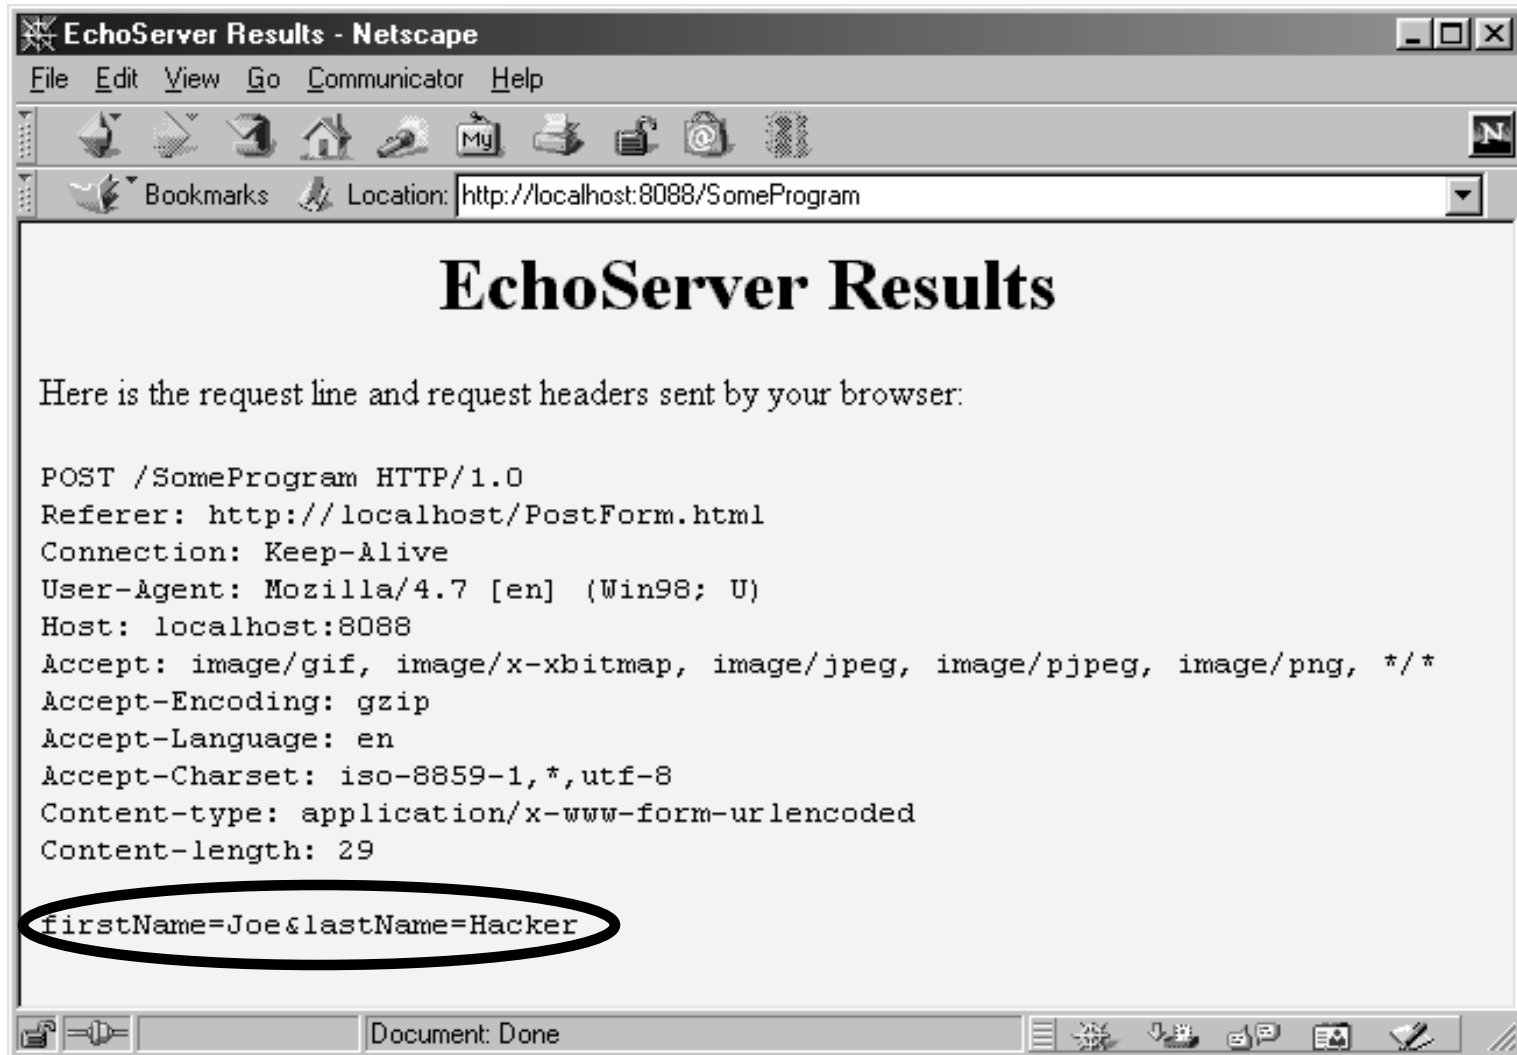 EchoServer Results - Netscape
File Edit View Go Communicator Help
My N
Bookmarks Location: http://localhost:8088/SomeProgram
EchoServer Results
Here is the request line and request headers sent by your browser:
POST /SomeProgram HTTP/1.0
Referer: http://localhost/PostForm.html
Connection: Keep-Alive
User-Agent: Mozilla/4.7 [en] (Win98; U)
Host: localhost:8088
Accept: image/gif, image/x-xbitmap, image/jpeg, image/pjpeg, image/png, */*
Accept-Encoding: gzip
Accept-Language: en
Accept-Charset: iso-8859-1,*,utf-8
Content-type: application/x-www-form-urlencoded
Content-length: 29
firstName=Joe&lastName=Hacker
Document: Done